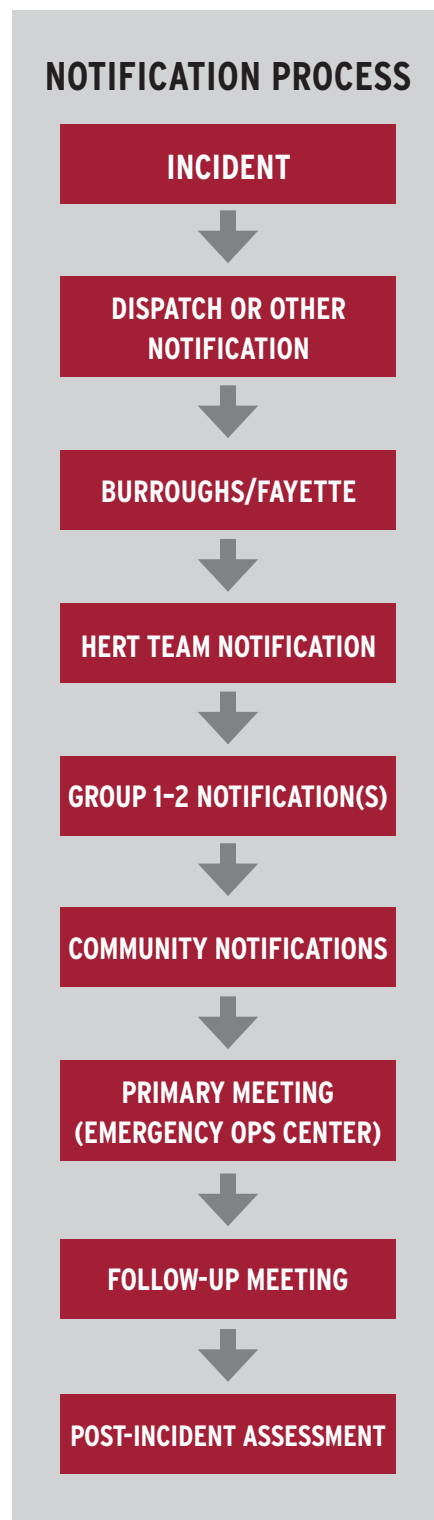 NOTIFICATION PROCESS
INCIDENT
DISPATCH OR OTHER
NOTIFICATION
BURROUGHS/FAYETTE
HERT TEAM NOTIFICATION
GROUP 1–2 NOTIFICATION(S)
COMMUNITY NOTIFICATIONS
PRIMARY MEETING
(EMERGENCY OPS CENTER)
FOLLOW-UP MEETING
POST-INCIDENT ASSESSMENT